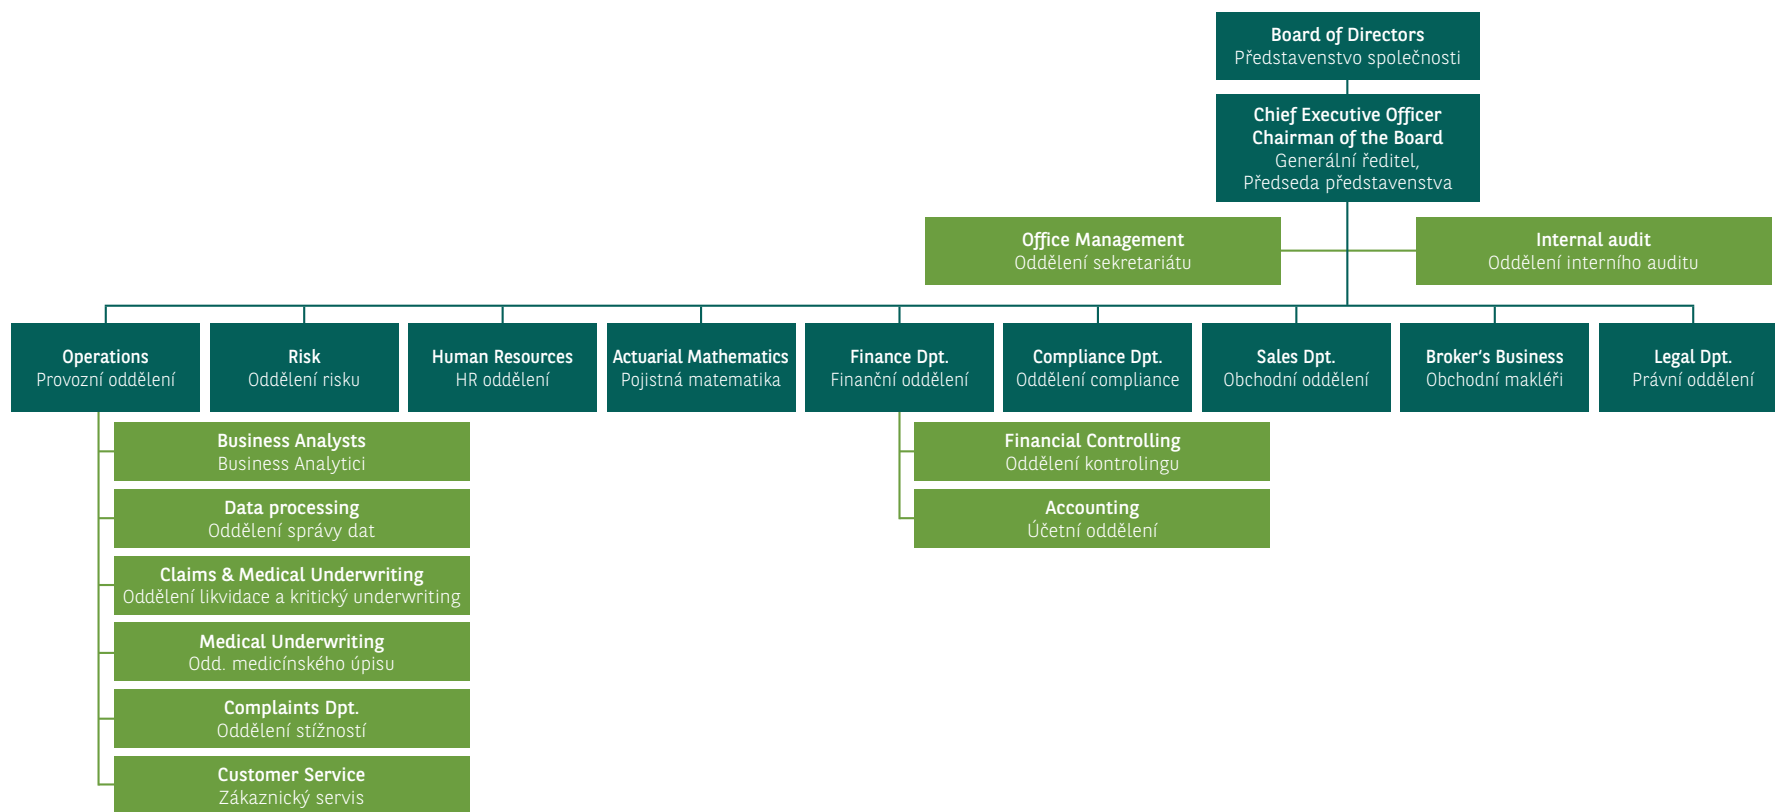 Board of Directors
Představenstvo společnosti
Chief Executive Officer
Chairman of the Board
Generální ředitel,
Předseda představenstva
Office Management
Oddělení sekretariátu
Internal audit
Oddělení interního auditu
Operations
Provozní oddělení
Risk
Oddělení risku
Human Resources
HR oddělení
Actuarial Mathematics
Pojistná matematika
Finance Dpt.
Finanční oddělení
Compliance Dpt.
Oddělení compliance
Sales Dpt.
Obchodní oddělení
Broker's Business
Obchodní makléři
Legal Dpt.
Právní oddělení
Business Analysts
Business Analytici
Data processing
Oddělení správy dat
Claims & Medical Underwriting
Oddělení likvidace a kritický underwriting
Medical Underwriting
Odd. medicínského úpisu
Complaints Dpt.
Oddělení stížností
Customer Service
Zákaznický servis
Financial Controlling
Oddělení kontrolingu
Accounting
Účetní oddělení